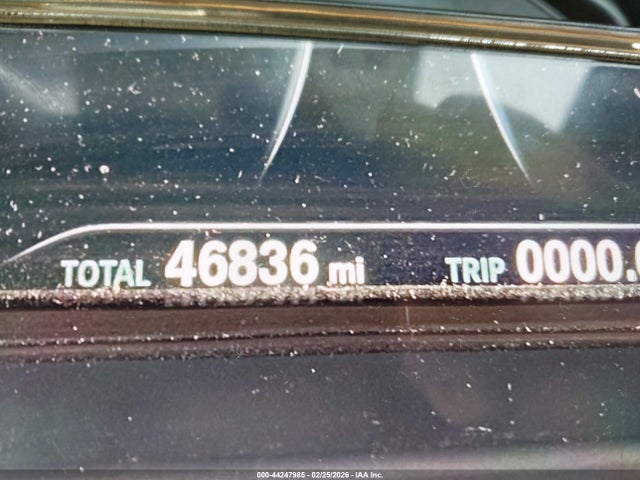 TOTAL 46836 mi TRIP 0000.
000-44247985 - 02/25/2026 - IAA Inc.